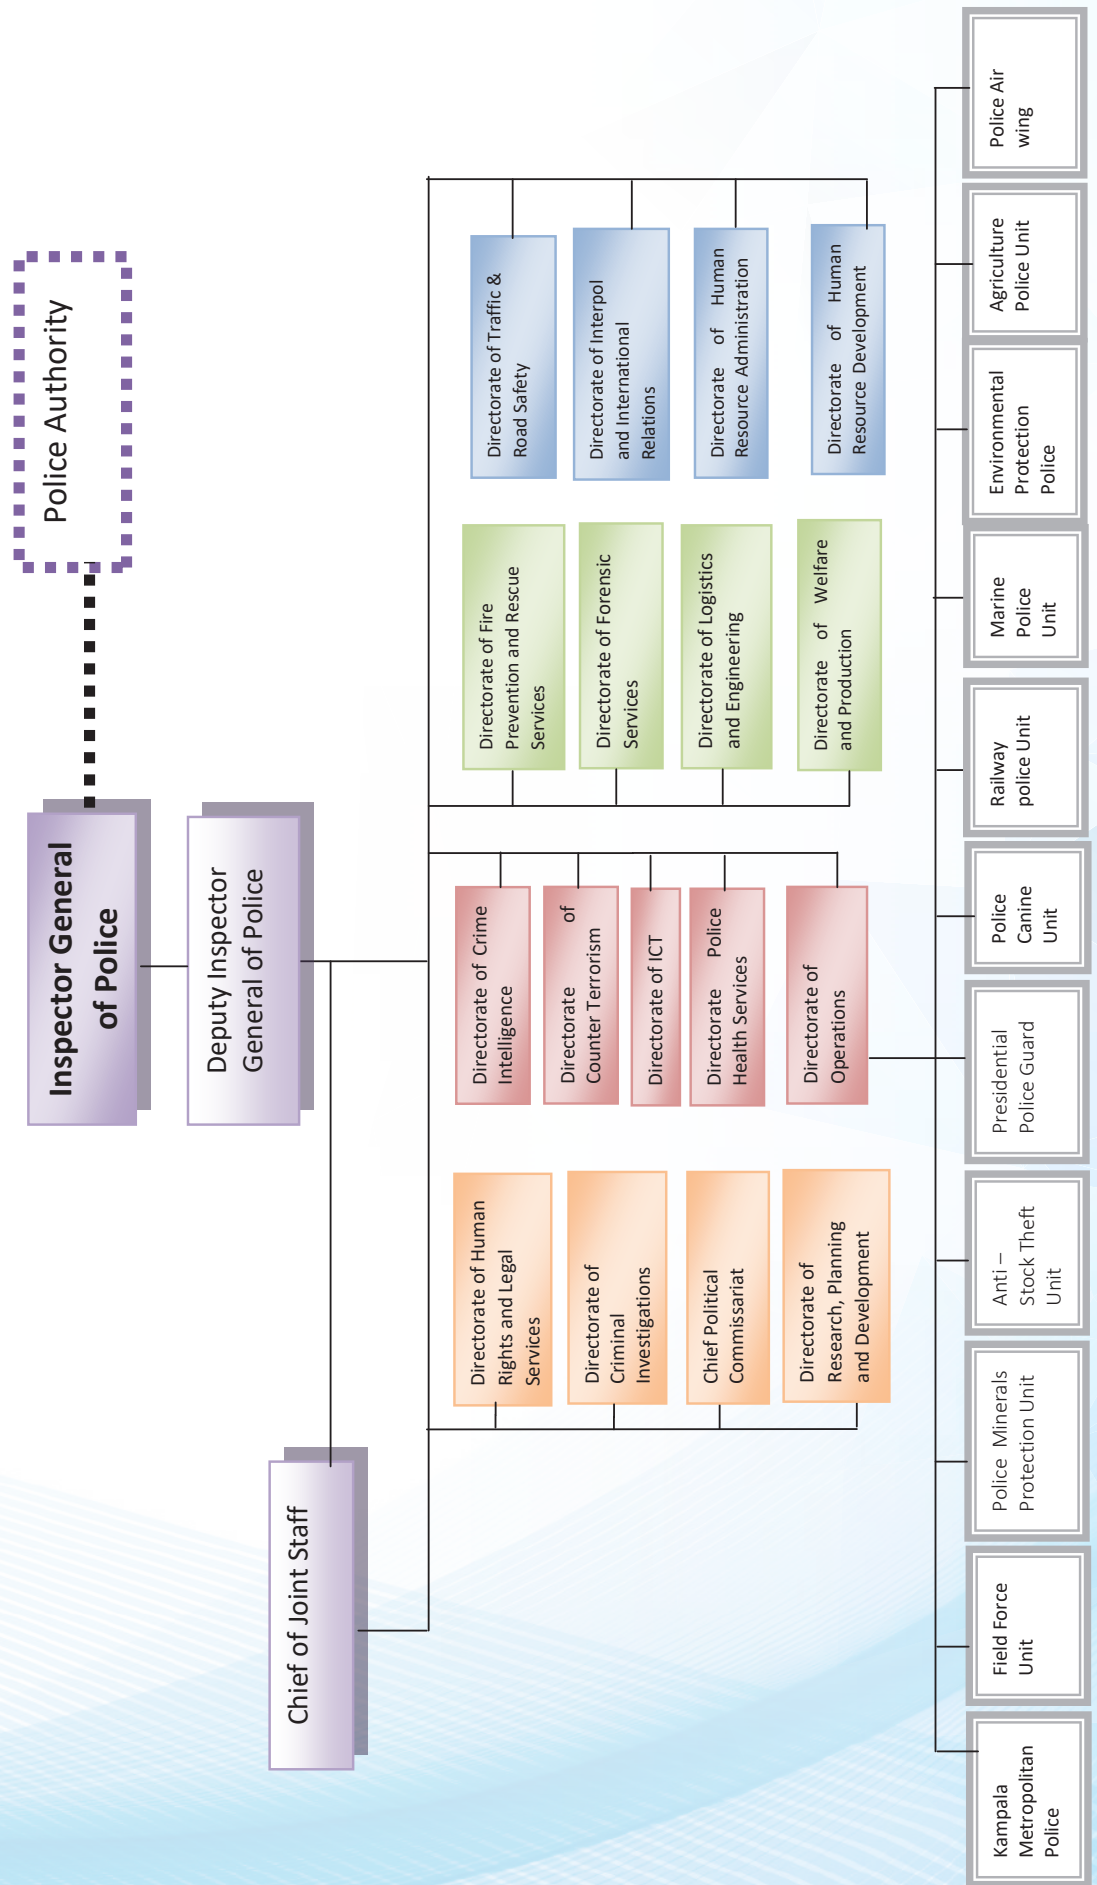 Police Authority
Inspector General
of Police
Deputy Inspector
General of Police
Chief of Joint Staff
Directorate of Human
Rights and Legal
Services
Directorate of
Criminal
Investigations
Chief Political
Commissariat
Directorate of
Research, Planning
and Development
Directorate of Crime
Intelligence
Directorate of
Counter Terrorism
Directorate of ICT
Directorate Police
Health Services
Directorate of
Operations
Directorate of Fire
Prevention and Rescue
Services
Directorate of Forensic
Services
Directorate of Logistics
and Engineering
Directorate of Welfare
and Production
Directorate of Traffic &
Road Safety
Directorate of Interpol
and International
Relations
Directorate of Human
Resource Administration
Directorate of Human
Resource Development
Kampala
Metropolitan
Police
Field Force
Unit
Police Minerals
Protection Unit
Anti –
Stock Theft
Unit
Presidential
Police Guard
Police
Canine
Unit
Railway
police Unit
Marine
Police
Unit
Environmental
Protection
Police
Agriculture
Police Unit
Police Air
wing